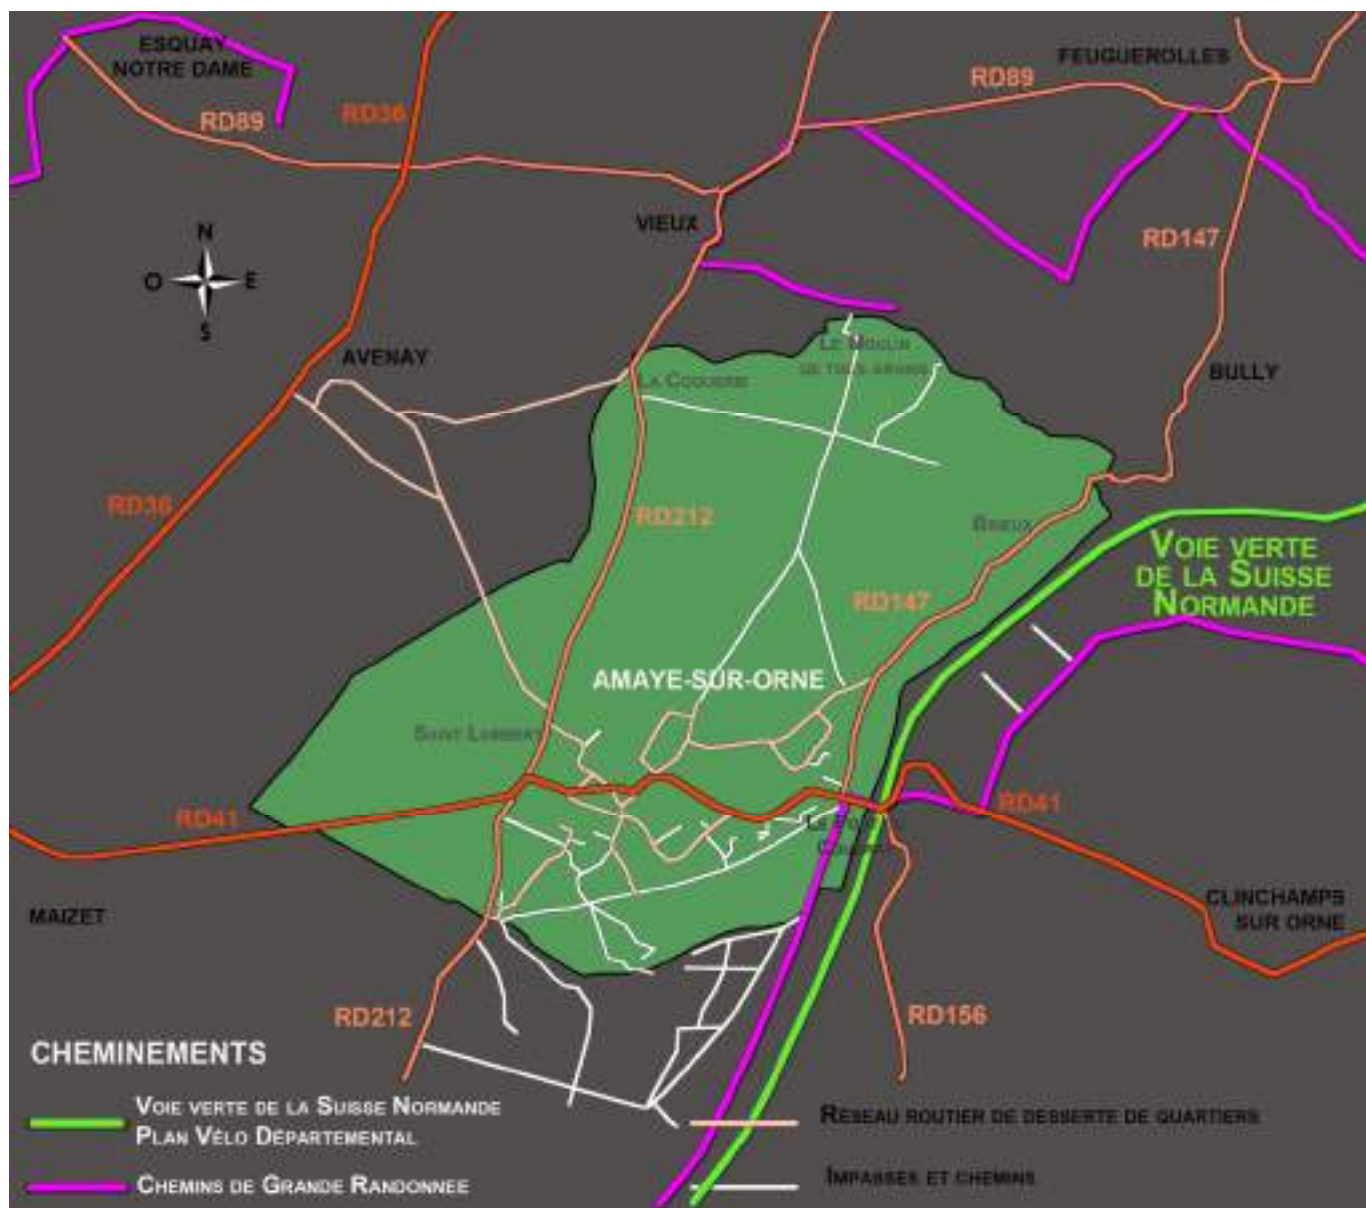 ESQUAY
NOTRE DAME
RD89
RD36
RD89
FEUGUEROLLES
VIEUX
RD147
N
O
E
S
AVENAY
LE MOULIN
LA COQUERIE
BULLY
RD36
RD212
BRIEUX
VOIE VERTE
DE LA SUISSE
NORMANDE
RD147
AMAYE-SUR-ORNE
SAINT LAMBERT
RD41
RD41
MAIZET
CLINCHAMPS
SUR ORNE
RD212
RD156
CHEMINEMENTS
VOIE VERTE DE LA SUISSE NORMANDE
PLAN VÉLO DÉPARTEMENTAL
CHEMINS DE GRANDE RANDONNEE
RESEAU ROUTIER DE DESSERTE DE QUARTIERS
IMPASSES ET CHEMINS